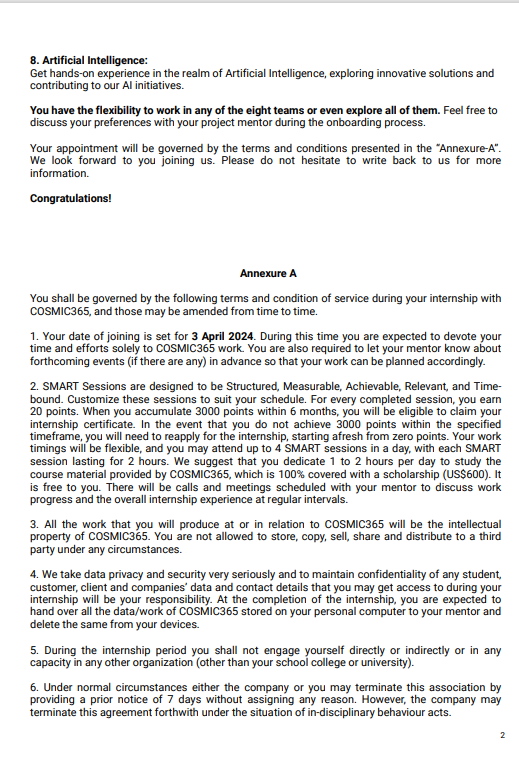 8. Artificial Intelligence:
Get hands-on experience in the realm of Artificial Intelligence, exploring innovative solutions and
contributing to our AI initiatives.
You have the flexibility to work in any of the eight teams or even explore all of them. Feel free to
discuss your preferences with your project mentor during the onboarding process.
Your appointment will be governed by the terms and conditions presented in the “Annexure-A”.
We look forward to you joining us. Please do not hesitate to write back to us for more
information.
Congratulations!
Annexure A
You shall be governed by the following terms and condition of service during your internship with
COSMIC365, and those may be amended from time to time.
1. Your date of joining is set for 3 April 2024. During this time you are expected to devote your
time and efforts solely to COSMIC365 work. You are also required to let your mentor know about
forthcoming events (if there are any) in advance so that your work can be planned accordingly.
2. SMART Sessions are designed to be Structured, Measurable, Achievable, Relevant, and Time-
bound. Customize these sessions to suit your schedule. For every completed session, you earn
20 points. When you accumulate 3000 points within 6 months, you will be eligible to claim your
internship certificate. In the event that you do not achieve 3000 points within the specified
timeframe, you will need to reapply for the internship, starting afresh from zero points. Your work
timings will be flexible, and you may attend up to 4 SMART sessions in a day, with each SMART
session lasting for 2 hours. We suggest that you dedicate 1 to 2 hours per day to study the
course material provided by COSMIC365, which is 100% covered with a scholarship (US$600). It
is free to you. There will be calls and meetings scheduled with your mentor to discuss work
progress and the overall internship experience at regular intervals.
3. All the work that you will produce at or in relation to COSMIC365 will be the intellectual
property of COSMIC365. You are not allowed to store, copy, sell, share and distribute to a third
party under any circumstances.
4. We take data privacy and security very seriously and to maintain confidentiality of any student,
customer, client and companies’ data and contact details that you may get access to during your
internship will be your responsibility. At the completion of the internship, you are expected to
hand over all the data/work of COSMIC365 stored on your personal computer to your mentor and
delete the same from your devices.
5. During the internship period you shall not engage yourself directly or indirectly or in any
capacity in any other organization (other than your school college or university).
6. Under normal circumstances either the company or you may terminate this association by
providing a prior notice of 7 days without assigning any reason. However, the company may
terminate this agreement forthwith under the situation of in-disciplinary behaviour acts.
2